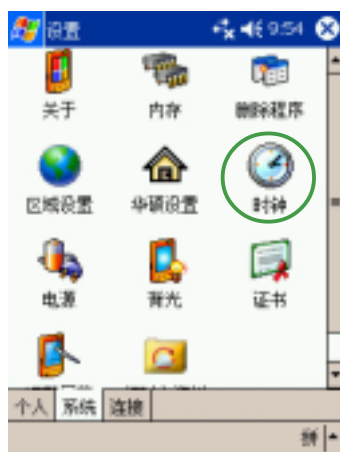 设置 9:54
关于 内存 删除程序
区域设置 华硕设置 时钟
电源 背光 证书
个人 系统 连接
拼